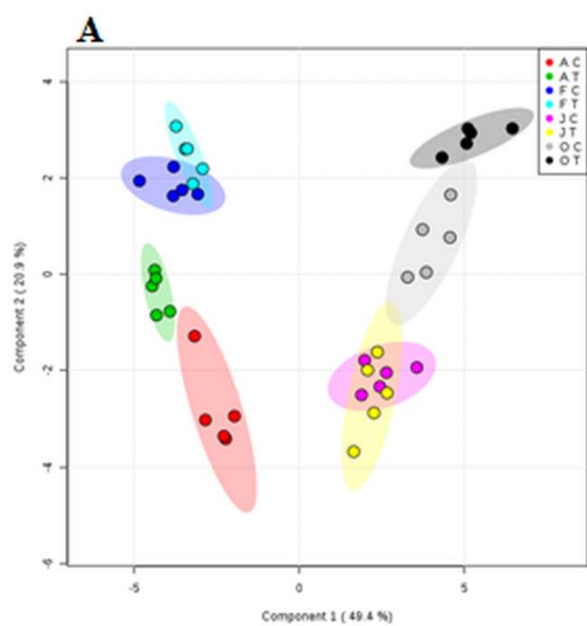 A
A C
A T
F C
F T
J C
J T
O C
O T
4
2
0
-2
-4
-6
-5
0
5
Component 2 ( 20.9 %)
Component 1 ( 49.4 %)